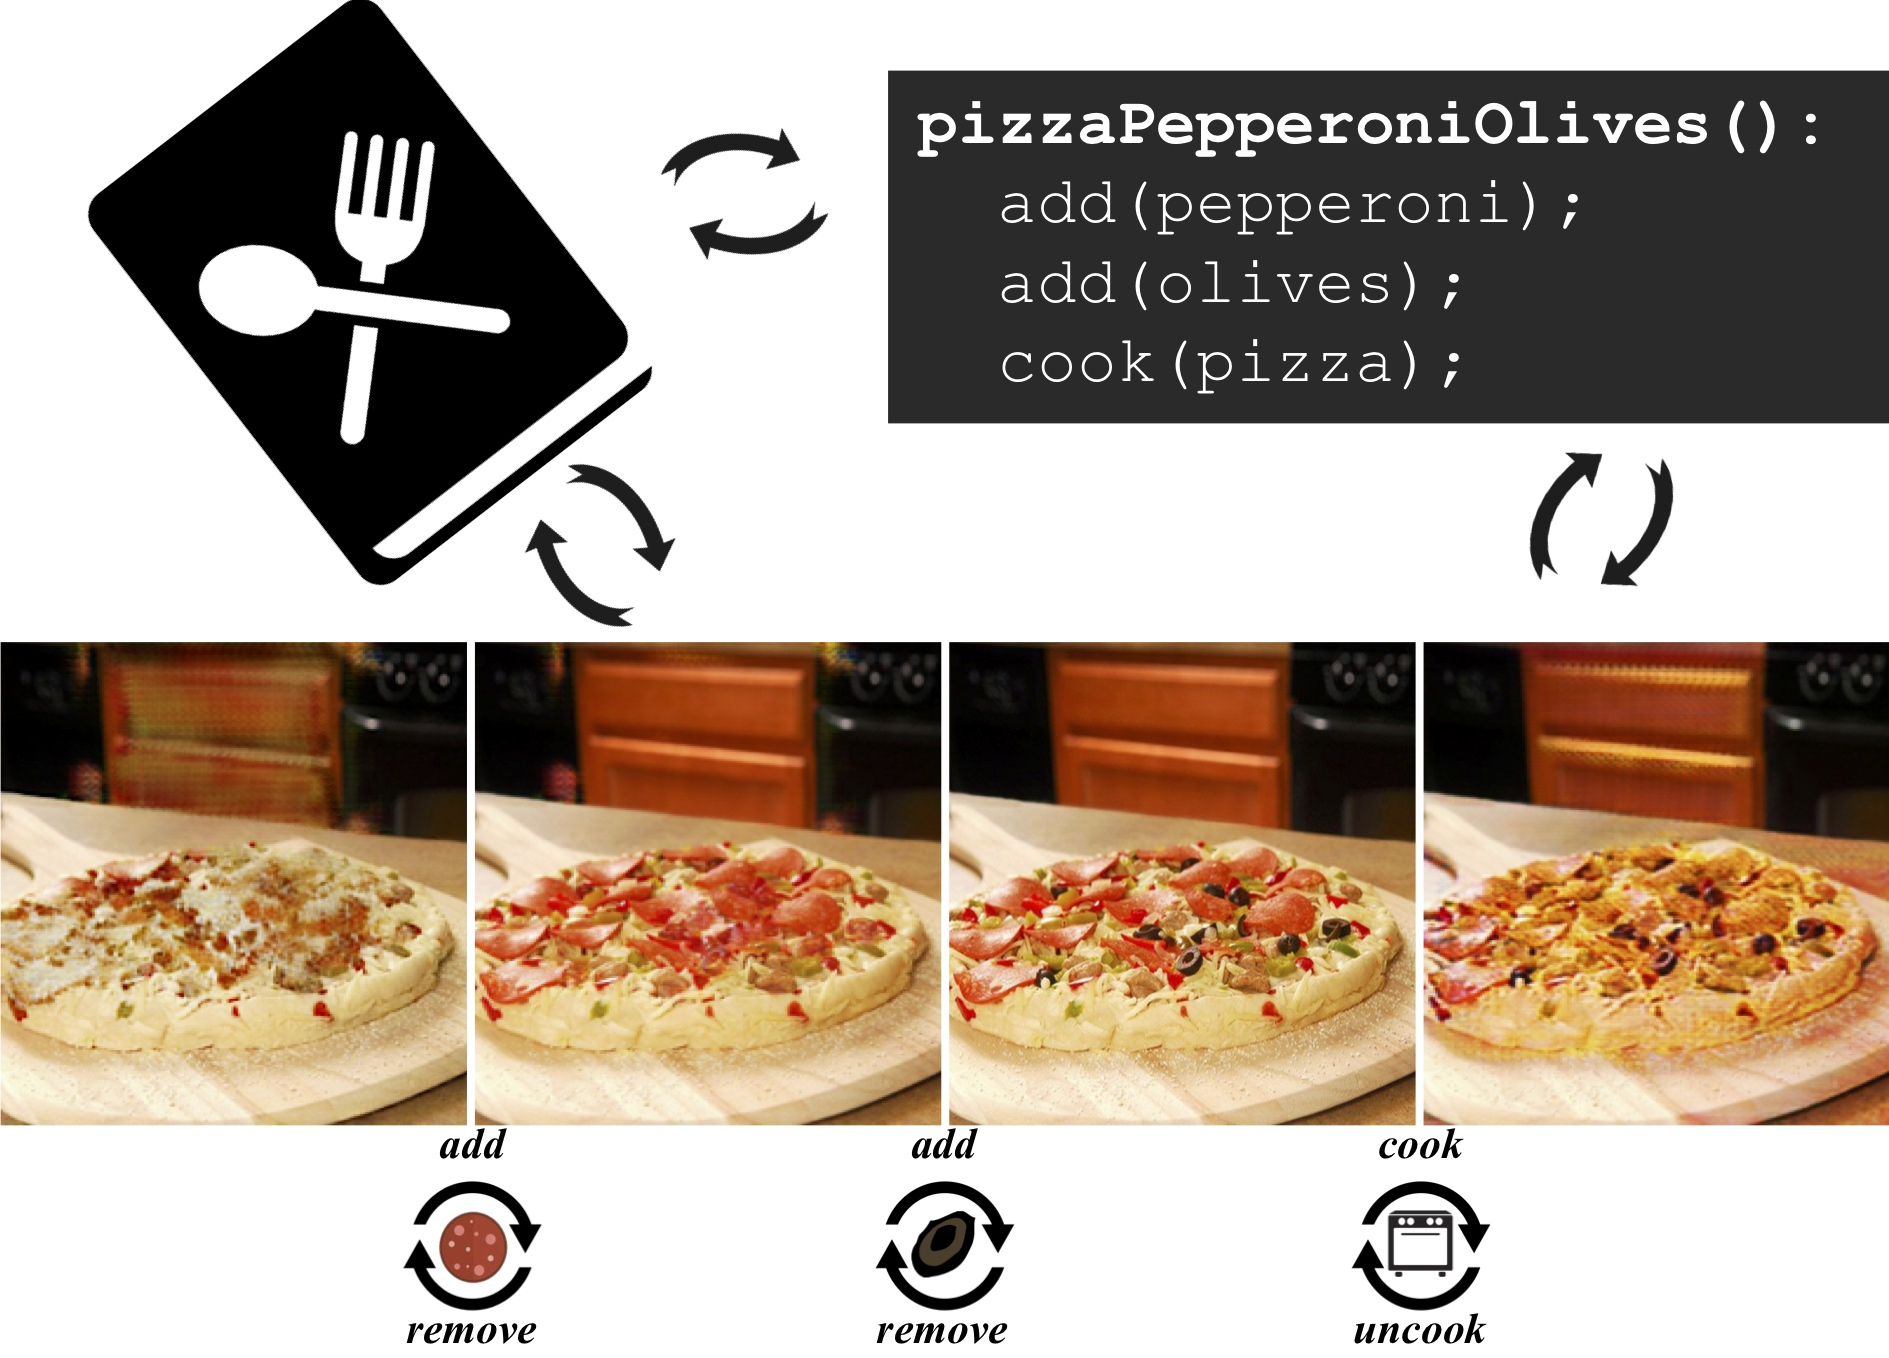 pizzaPepperoniOlives():
add(pepperoni);
add(olives);
cook(pizza);
add
add
cook
remove
remove
uncook